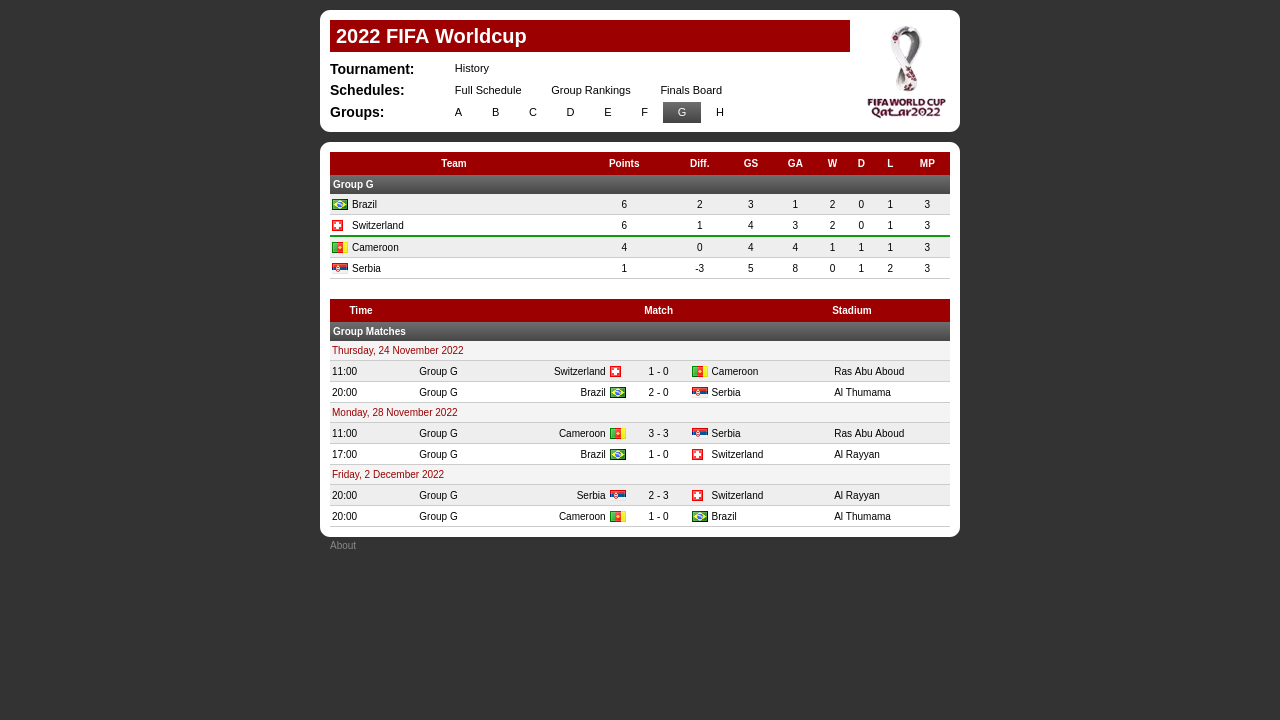 2022 FIFA Worldcup
Tournament: History
Schedules: Full Schedule Group Rankings Finals Board
Groups: A B C D E F G H
FIFA WORLD CUP
Qatar2022
Team Points Diff. GS GA W D L MP
Group G
Brazil 6 2 3 1 2 0 1 3
Switzerland 6 1 4 3 2 0 1 3
Cameroon 4 0 4 4 1 1 1 3
Serbia 1 -3 5 8 0 1 2 3
Time Match Stadium
Group Matches
Thursday, 24 November 2022
11:00 Group G Switzerland 1 - 0 Cameroon Ras Abu Aboud
20:00 Group G Brazil 2 - 0 Serbia Al Thumama
Monday, 28 November 2022
11:00 Group G Cameroon 3 - 3 Serbia Ras Abu Aboud
17:00 Group G Brazil 1 - 0 Switzerland Al Rayyan
Friday, 2 December 2022
20:00 Group G Serbia 2 - 3 Switzerland Al Rayyan
20:00 Group G Cameroon 1 - 0 Brazil Al Thumama
About